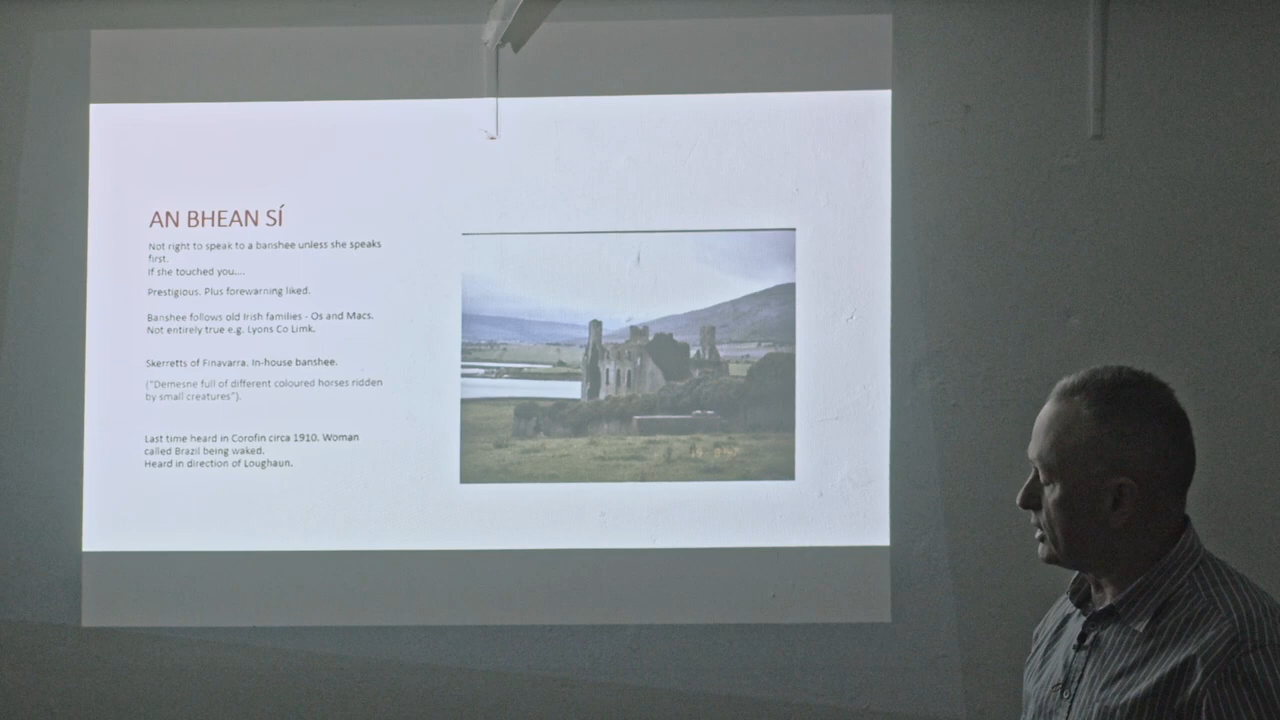 AN BHEAN SÍ
Not right to speak to a banshee unless she speaks
first.
If she touched you....
Prestigious. Plus forewarning liked.
Banshee follows old Irish families - Os and Macs.
Not entirely true e.g. Lyons Co Limk.
Skerretts of Finavarra. In-house banshee.
("Demesne full of different coloured horses ridden
by small creatures").
Last time heard in Corofin circa 1910. Woman
called Brazil being waked.
Heard in direction of Loughaun.